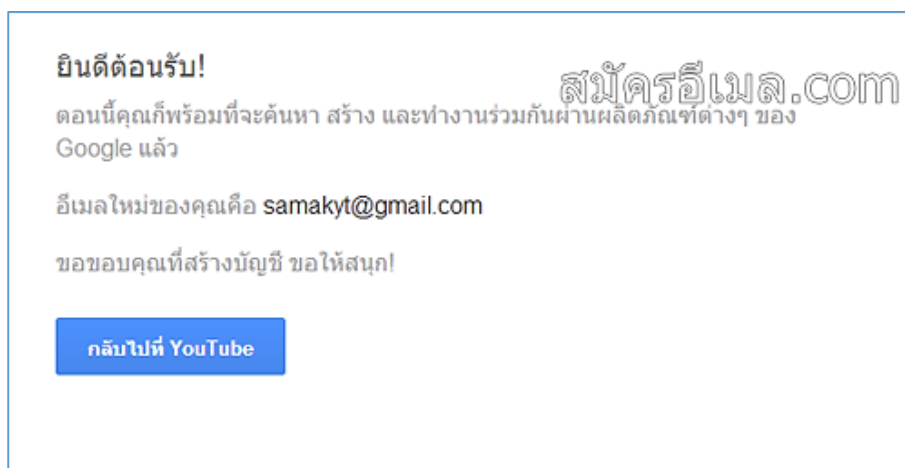 ยินดีต้อนรับ!
สมัครอีเมล.com
ตอนนี้คุณก็พร้อมที่จะค้นหา สร้าง และทำงานร่วมกันผ่านผลิตภัณฑ์ต่างๆ ของ
Google แล้ว
อีเมลใหม่ของคุณคือ samakyt@gmail.com
ขอขอบคุณที่สร้างบัญชี ขอให้สนุก!
กลับไปที่ YouTube